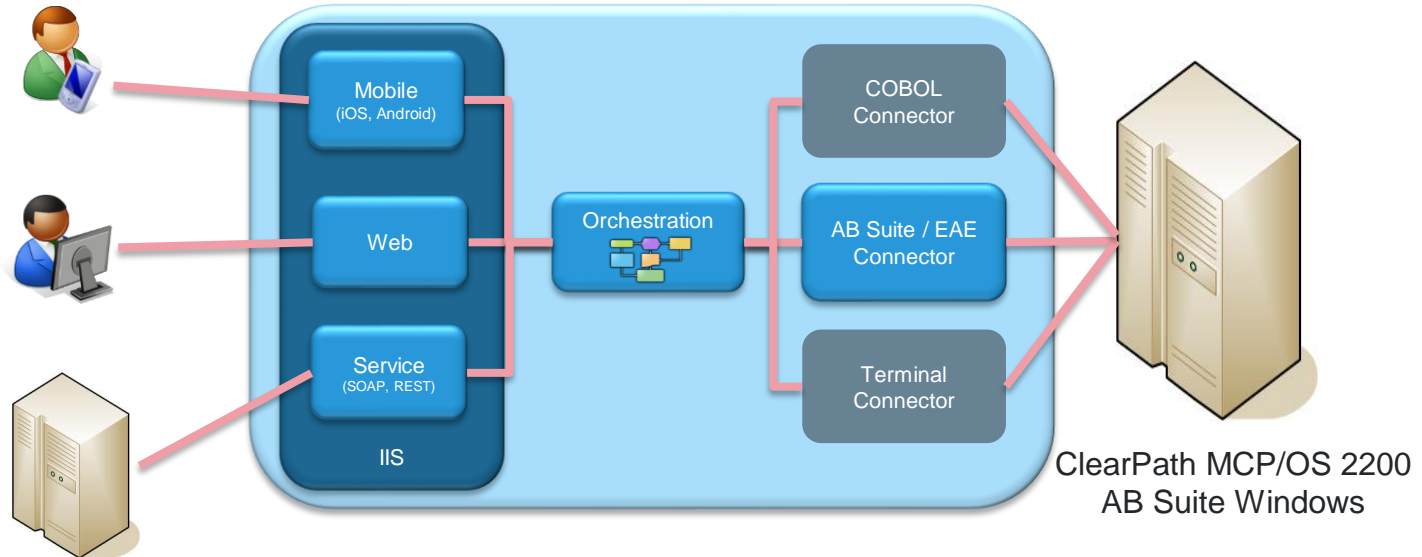 Mobile
(iOS, Android)
Web
Service
(SOAP, REST)
IIS
Orchestration
COBOL
Connector
AB Suite / EAE
Connector
Terminal
Connector
ClearPath MCP/OS 2200
AB Suite Windows